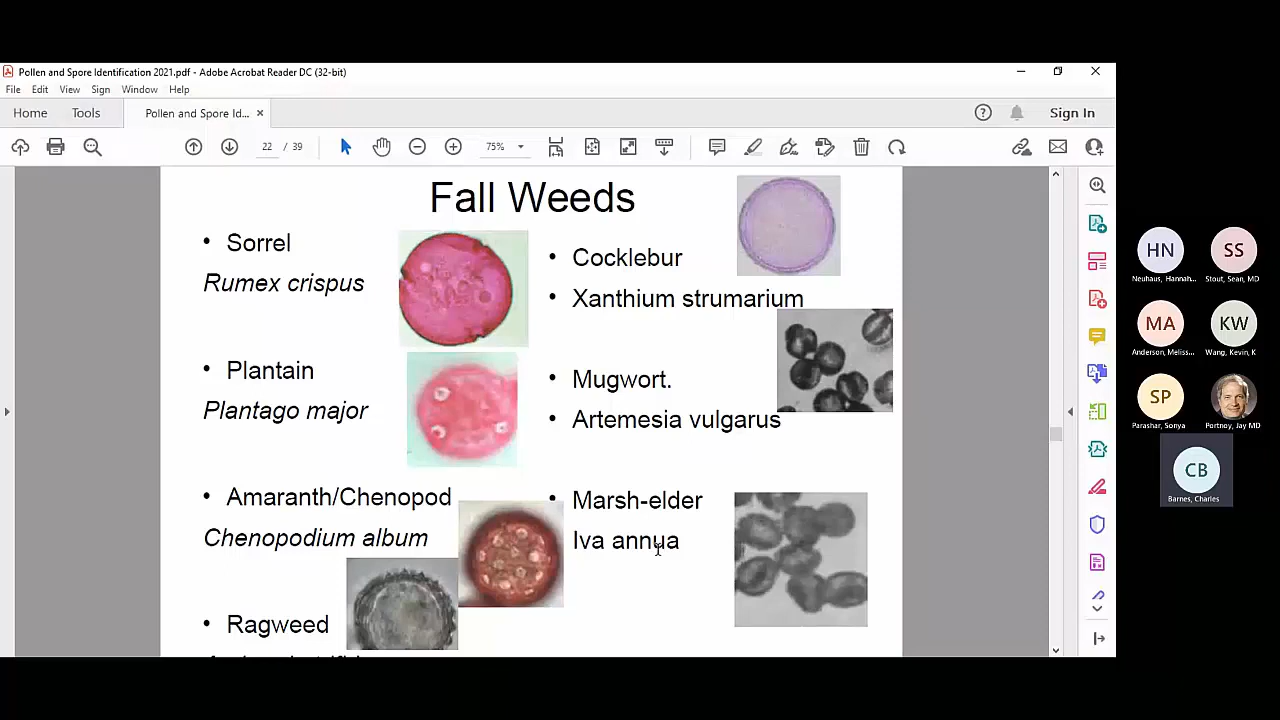 Pollen and Spore Identification 2021.pdf - Adobe Acrobat Reader DC (32-bit)
File Edit View Sign Window Help
Home Tools Pollen and Spore Id... × Sign In
22 / 39 75%
Fall Weeds
• Sorrel
Rumex crispus
• Plantain
Plantago major
• Amaranth/Chenopod
Chenopodium album
• Ragweed
• Cocklebur
• Xanthium strumarium
• Mugwort.
• Artemesia vulgarus
• Marsh-elder
Iva annua
HN
Neuhaus, Hannah...
SS
Stout, Sean, MD
MA
Anderson, Meliss...
KW
Wang, Kevin, K
SP
Parashar, Sonya
Portnoy, Jay MD
CB
Barnes, Charles